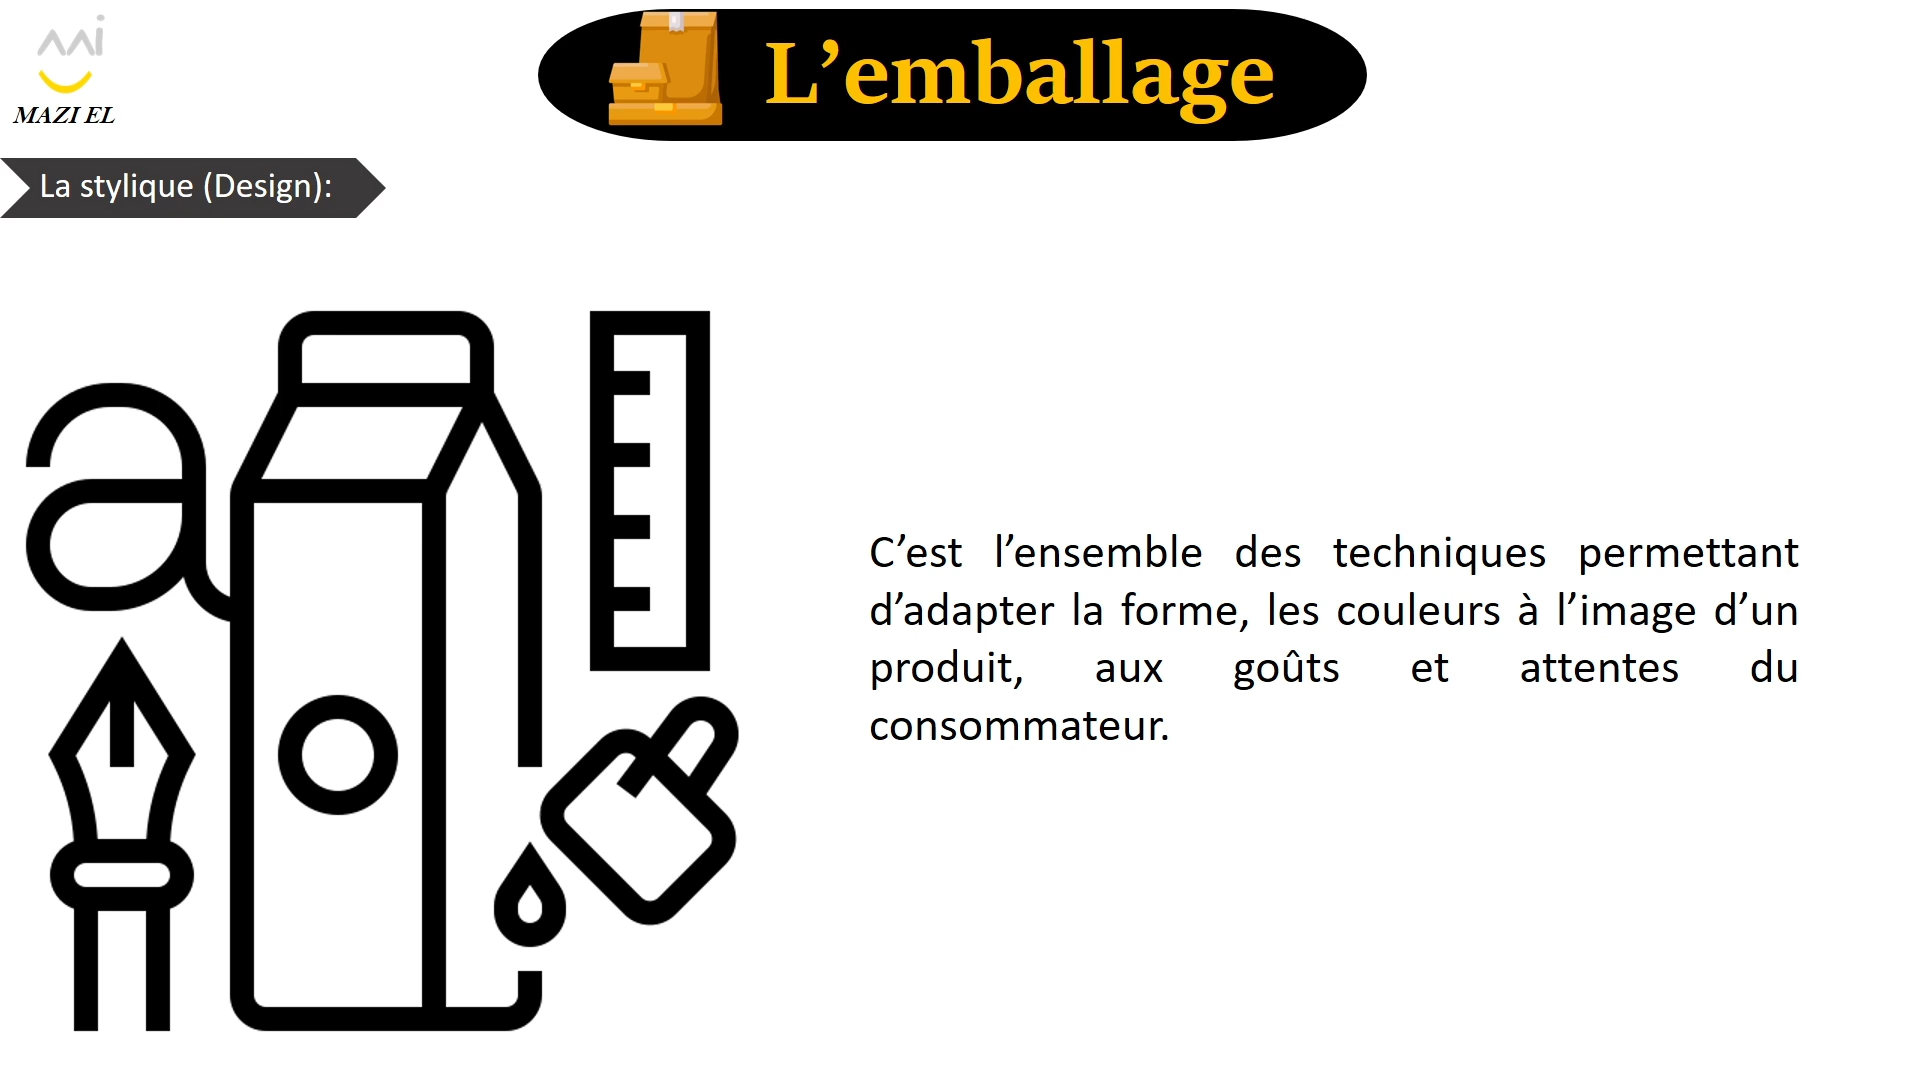 MAZI EL
L’emballage
La stylique (Design):
a
C’est l’ensemble des techniques permettant
d’adapter la forme, les couleurs à l’image d’un
produit, aux goûts et attentes du
consommateur.